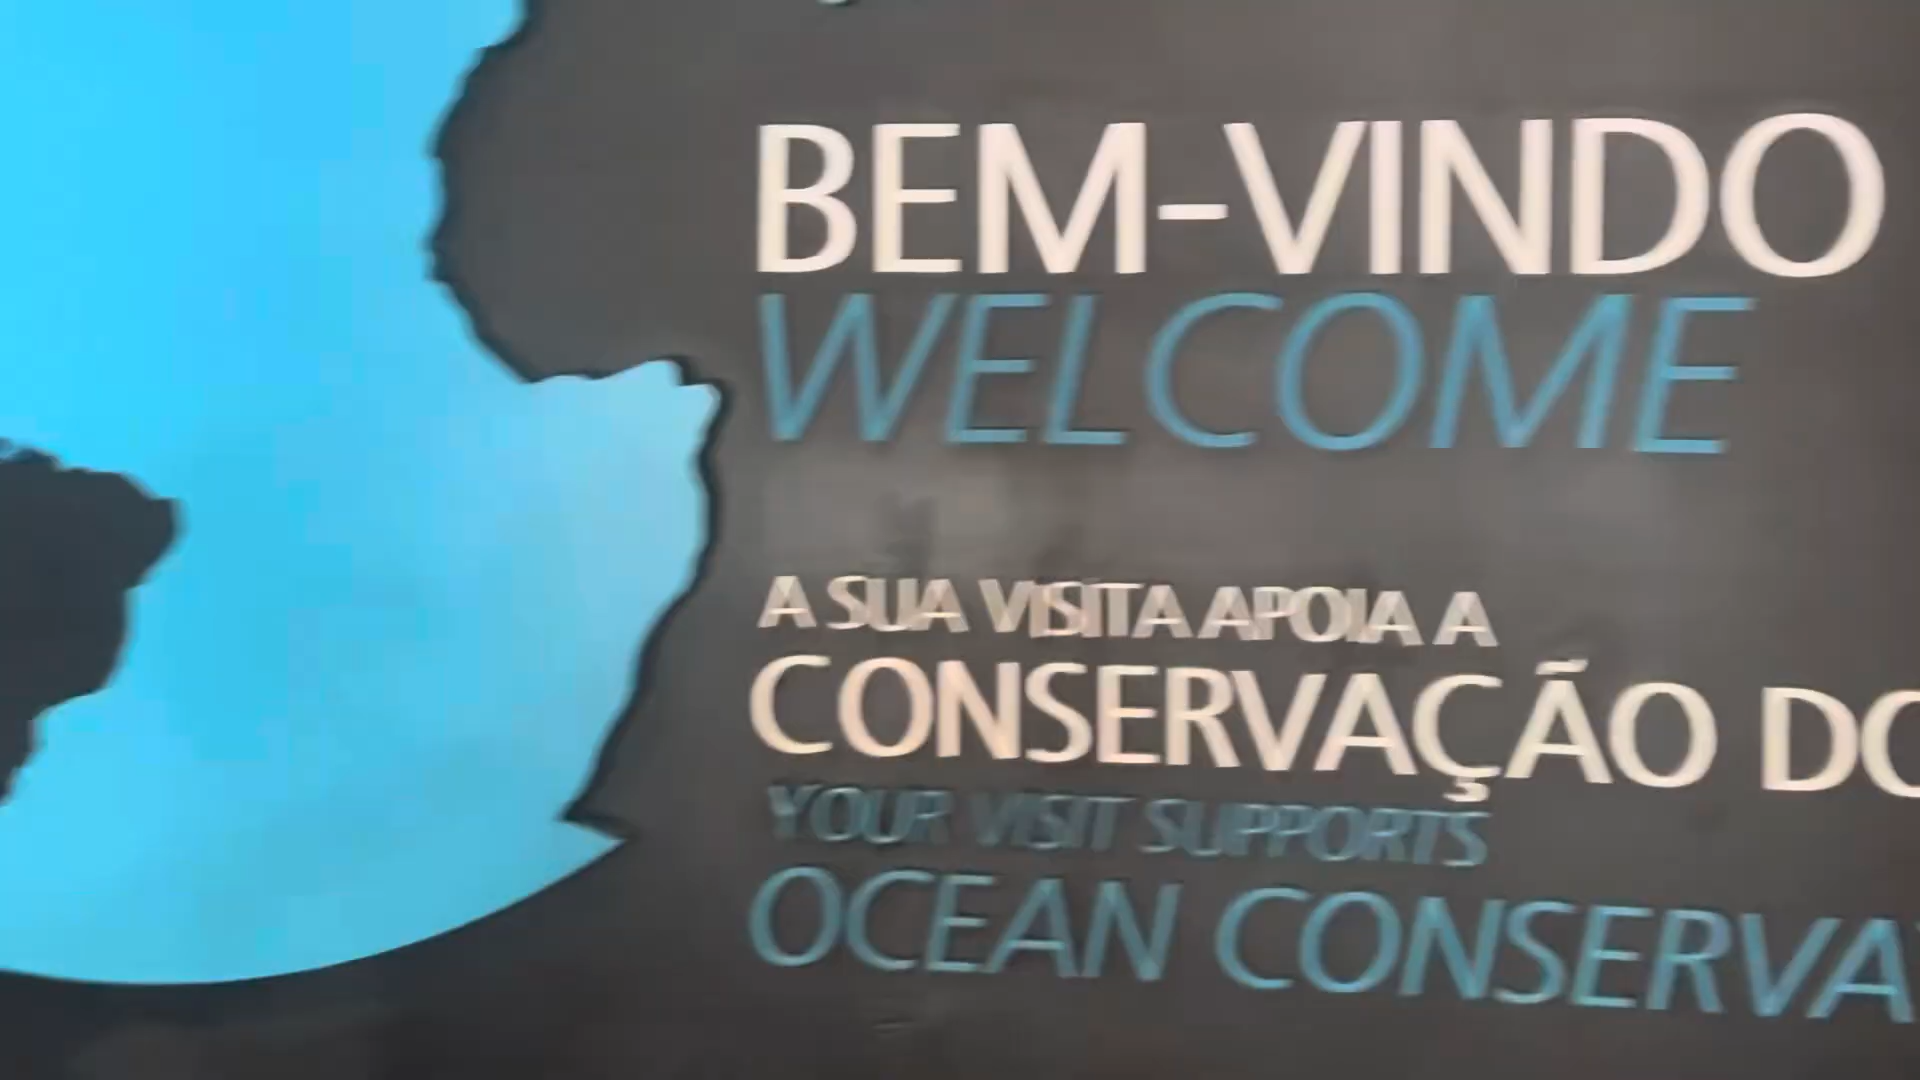 BEM-VINDO
WELCOME
A SUA VISITA APOIA A
CONSERVAÇÃO DO
YOUR VISIT SUPPORTS
OCEAN CONSERVA